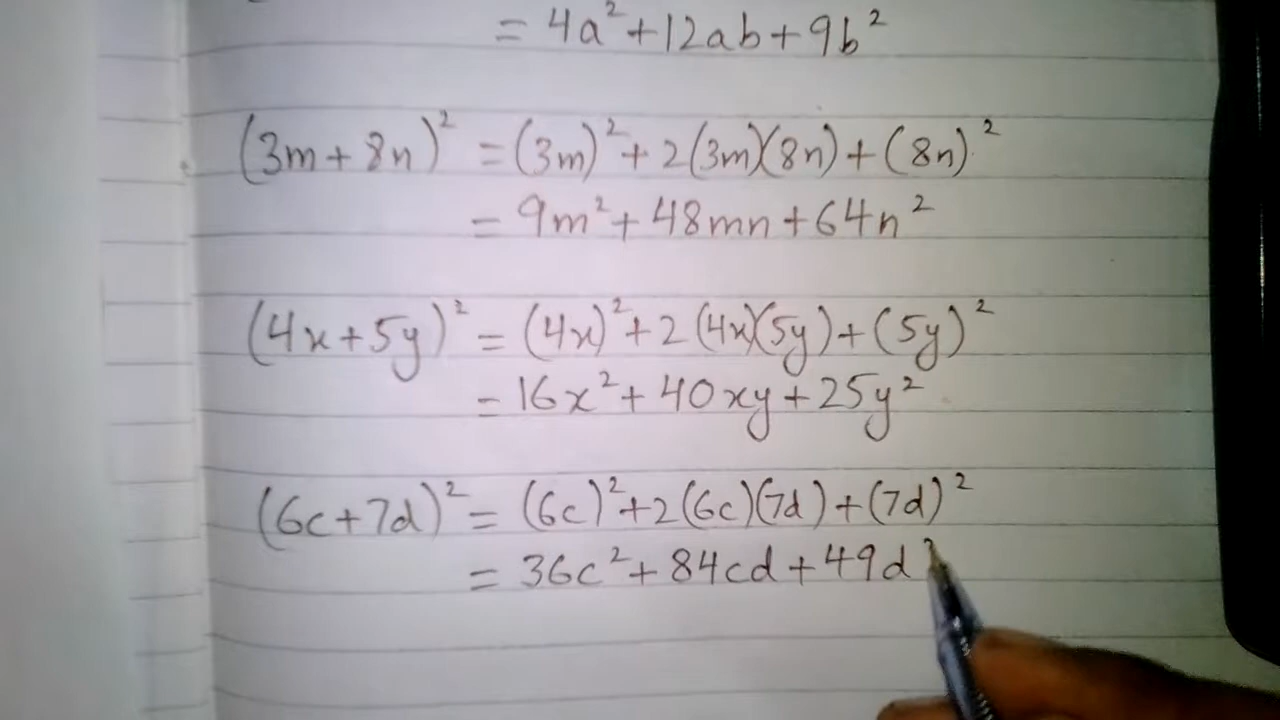 = 4a² + 12ab + 9b²
(3m + 8n)² = (3m)² + 2(3m)(8n) + (8n)²
= 9m² + 48mn + 64n²
(4x + 5y)² = (4x)² + 2(4x)(5y) + (5y)²
= 16x² + 40xy + 25y²
(6c + 7d)² = (6c)² + 2(6c)(7d) + (7d)²
= 36c² + 84cd + 49d²